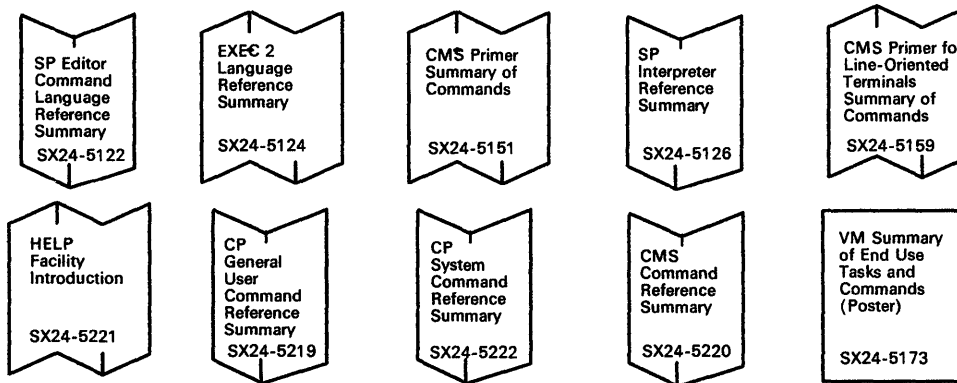 SP Editor
Command
Language
Reference
Summary
SX24-5122
EXEC 2
Language
Reference
Summary
SX24-5124
CMS Primer
Summary of
Commands
SX24-5151
SP
Interpreter
Reference
Summary
SX24-5126
CMS Primer fo
Line-Oriented
Terminals
Summary of
Commands
SX24-5159
HELP
Facility
Introduction
SX24-5221
CP
General
User
Command
Reference
Summary
SX24-5219
CP
System
Command
Reference
Summary
SX24-5222
CMS
Command
Reference
Summary
SX24-5220
VM Summary
of End Use
Tasks and
Commands
(Poster)
SX24-5173